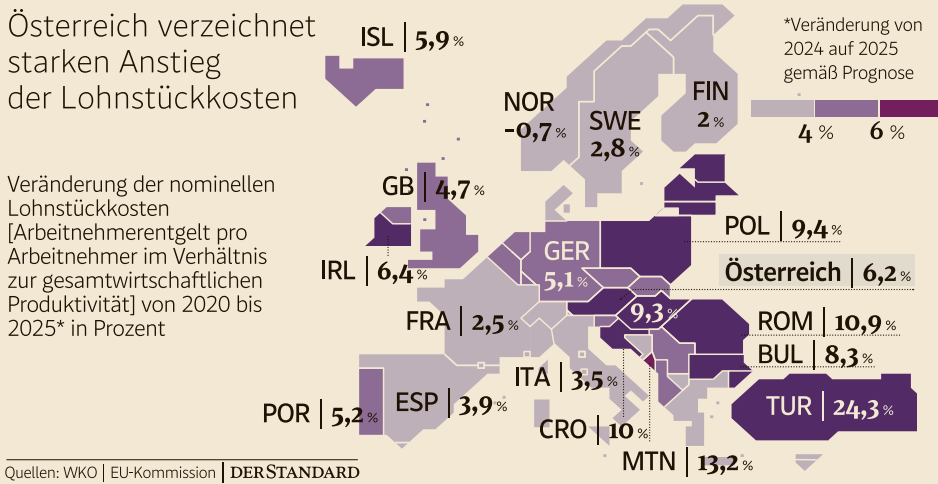 Österreich verzeichnet
starken Anstieg
der Lohnstückkosten
Veränderung der nominellen
Lohnstückkosten
[Arbeitnehmerentgelt pro
Arbeitnehmer im Verhältnis
zur gesamtwirtschaftlichen
Produktivität] von 2020 bis
2025* in Prozent
*Veränderung von
2024 auf 2025
gemäß Prognose
4 % 6 %
ISL | 5,9 %
NOR
-0,7 %
SWE
2,8 %
FIN
2 %
GB | 4,7 %
IRL | 6,4 %
GER
5,1 %
POL | 9,4 %
Österreich | 6,2 %
9,3 %
FRA | 2,5 %
ROM | 10,9 %
BUL | 8,3 %
ITA | 3,5 %
ESP | 3,9 %
POR | 5,2 %
CRO | 10 %
TUR | 24,3 %
MTN | 13,2 %
Quellen: WKO | EU-Kommission | DER STANDARD